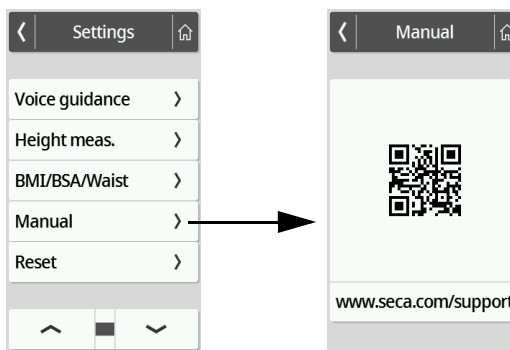 Settings
Voice guidance
Height meas.
BMI/BSA/Waist
Manual
Reset
Manual
www.seca.com/support